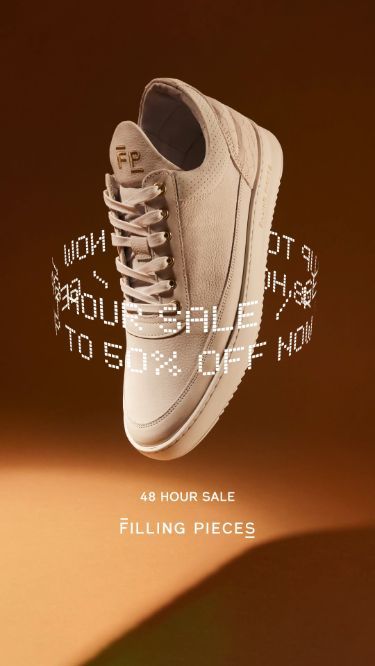 FP
HOUR SALE /
TO 50% OFF NOW
48 HOUR SALE
FILLING PIECES